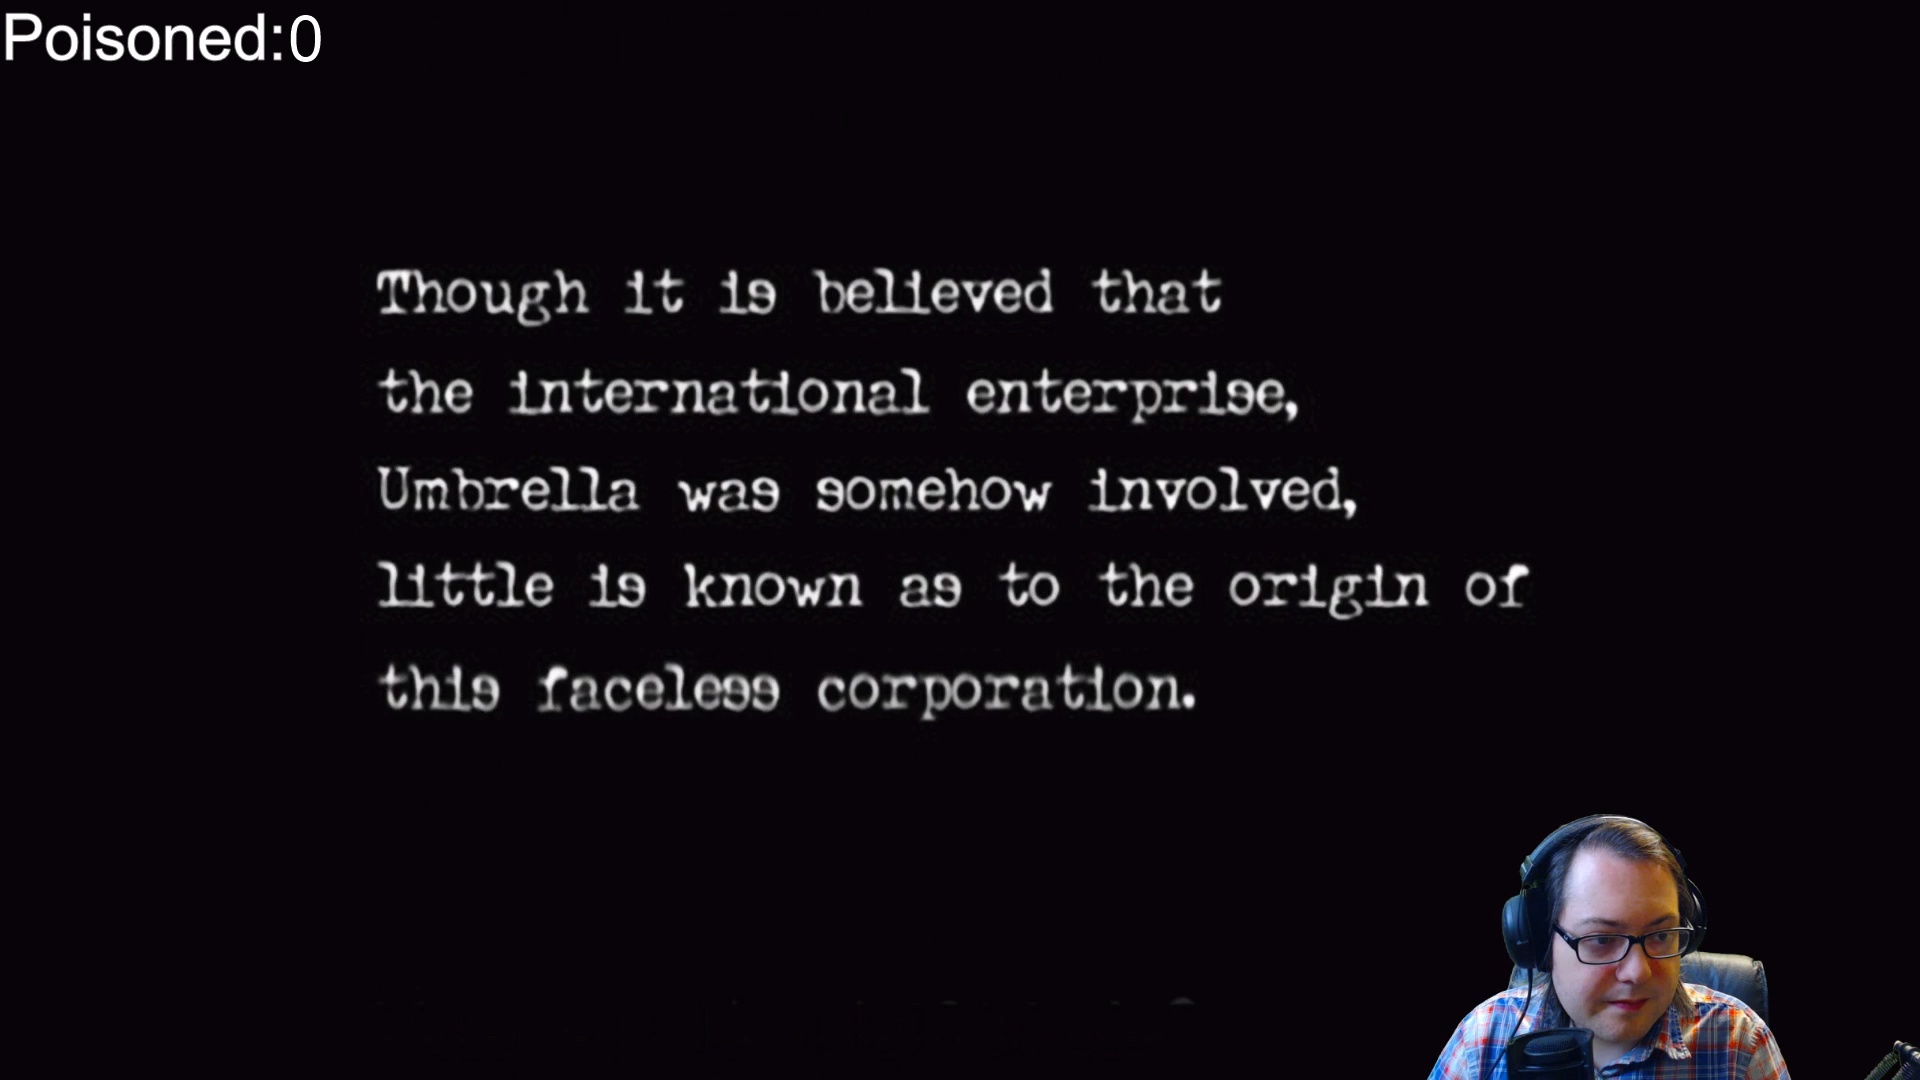 Poisoned:0
Though it is believed that
the international enterprise,
Umbrella was somehow involved,
little is known as to the origin of
this faceless corporation.